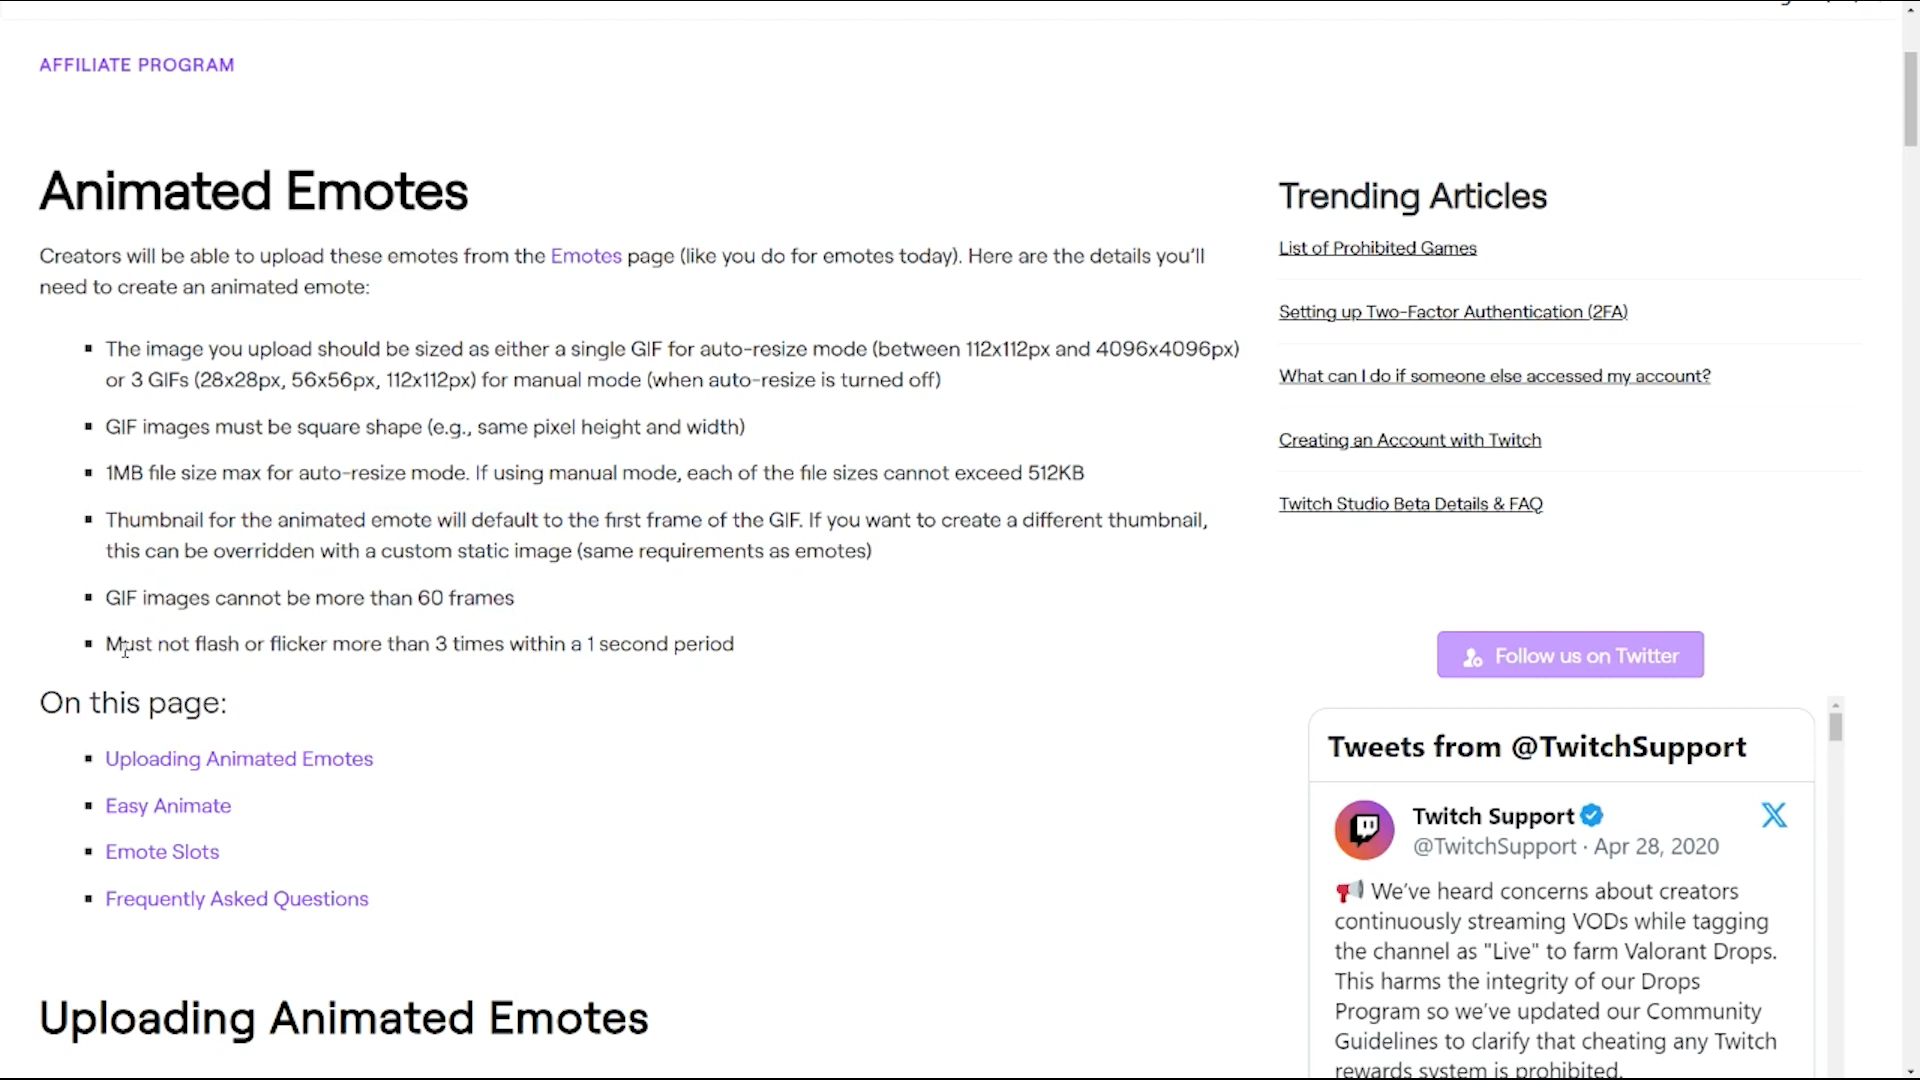 AFFILIATE PROGRAM
Animated Emotes
Creators will be able to upload these emotes from the Emotes page (like you do for emotes today). Here are the details you'll
need to create an animated emote:
The image you upload should be sized as either a single GIF for auto-resize mode (between 112x112px and 4096x4096px)
or 3 GIFs (28x28px, 56x56px, 112x112px) for manual mode (when auto-resize is turned off)
GIF images must be square shape (e.g., same pixel height and width)
1MB file size max for auto-resize mode. If using manual mode, each of the file sizes cannot exceed 512KB
Thumbnail for the animated emote will default to the first frame of the GIF. If you want to create a different thumbnail,
this can be overridden with a custom static image (same requirements as emotes)
GIF images cannot be more than 60 frames
Must not flash or flicker more than 3 times within a 1 second period
On this page:
Uploading Animated Emotes
Easy Animate
Emote Slots
Frequently Asked Questions
Uploading Animated Emotes
Trending Articles
List of Prohibited Games
Setting up Two-Factor Authentication (2FA)
What can I do if someone else accessed my account?
Creating an Account with Twitch
Twitch Studio Beta Details & FAQ
Follow us on Twitter
Tweets from @TwitchSupport
Twitch Support
@TwitchSupport · Apr 28, 2020
We've heard concerns about creators
continuously streaming VODs while tagging
the channel as "Live" to farm Valorant Drops.
This harms the integrity of our Drops
Program so we've updated our Community
Guidelines to clarify that cheating any Twitch
rewards system is prohibited.